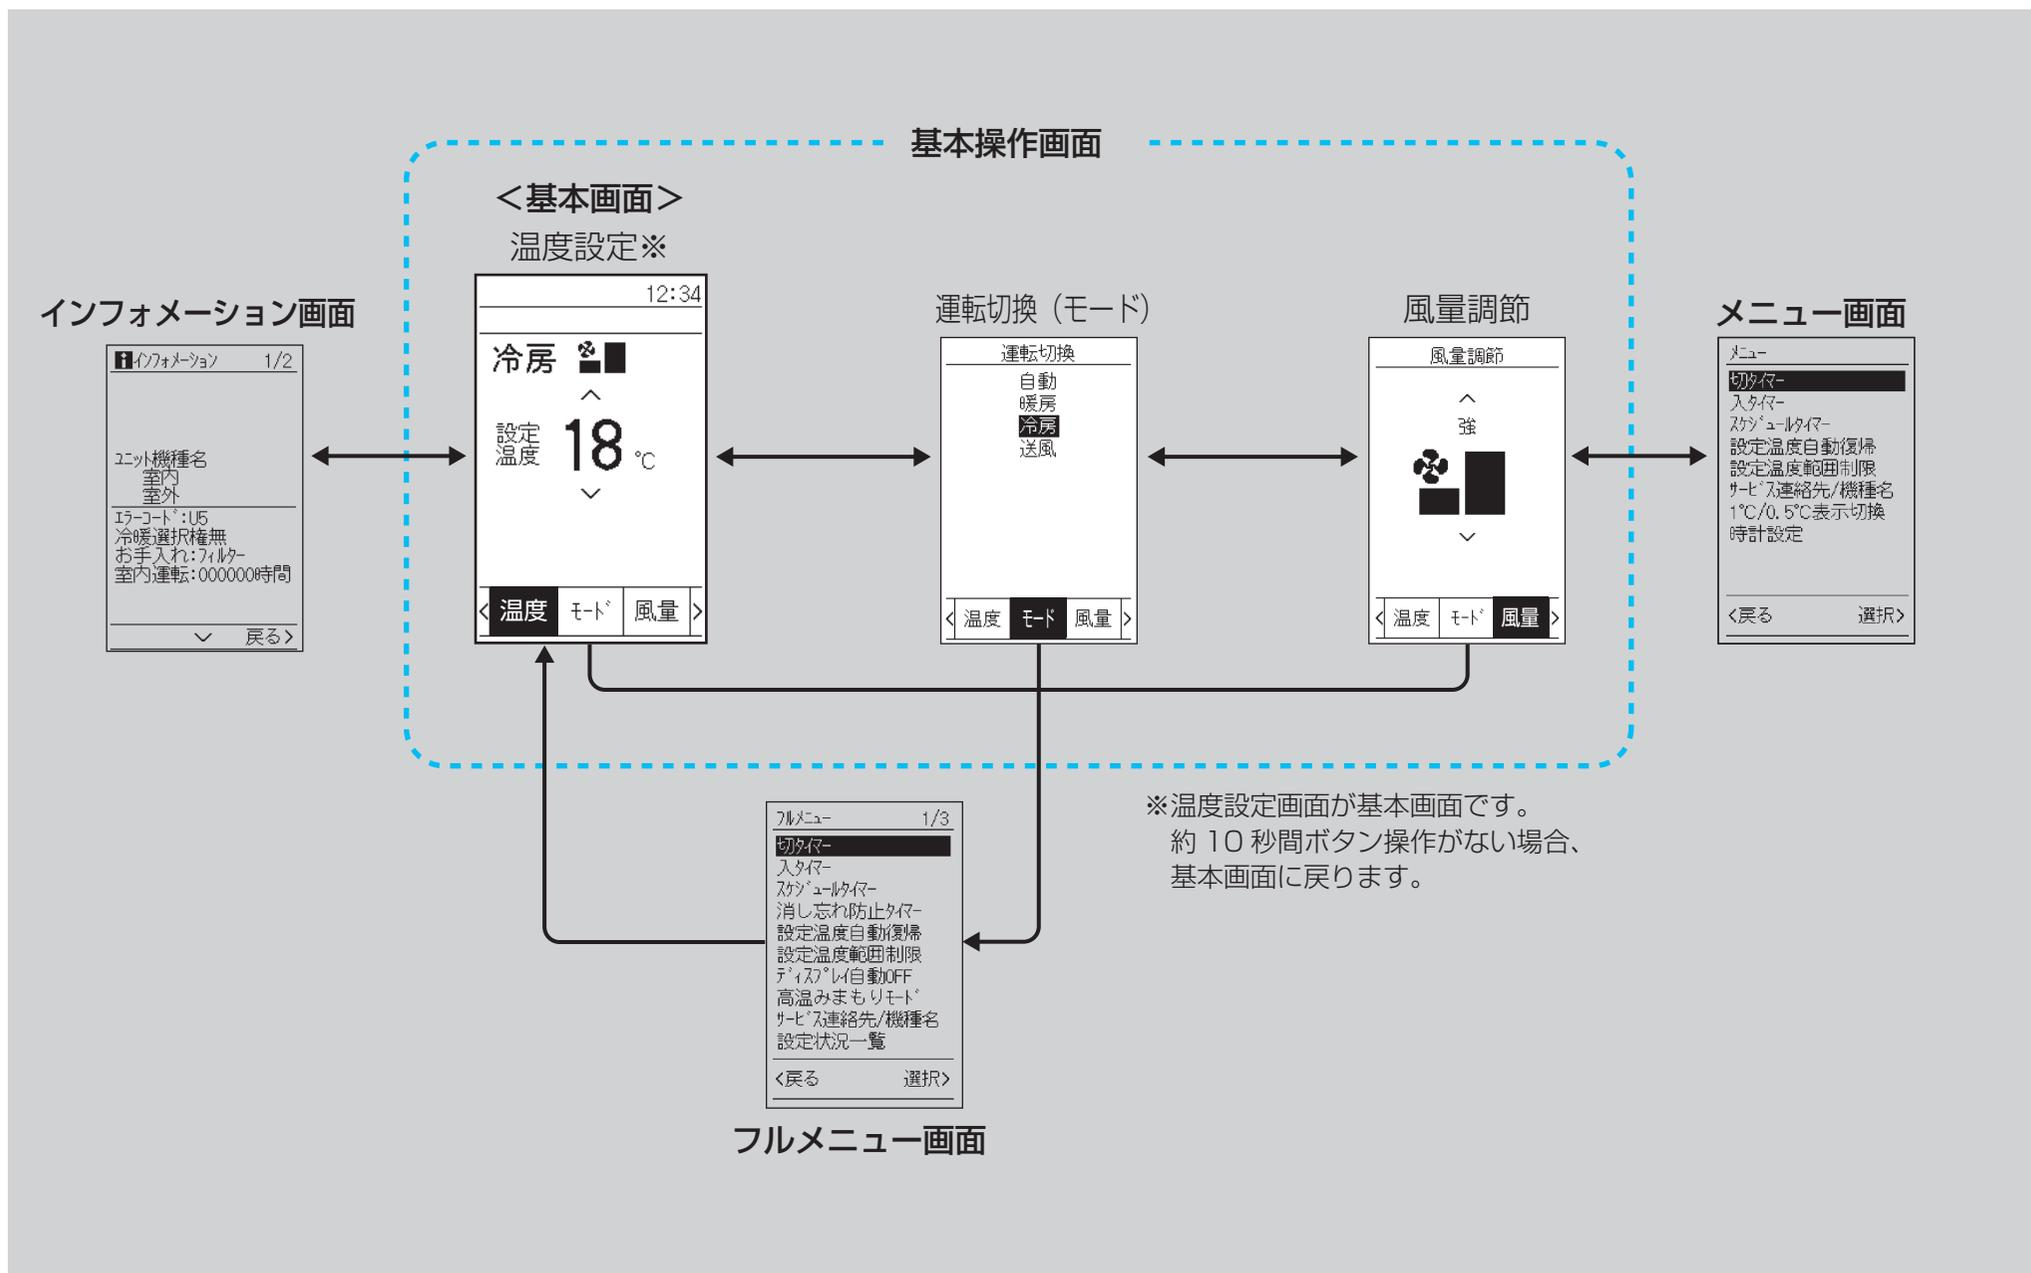 基本操作画面
<基本画面>
温度設定※
12:34
冷房
設定
温度
18
℃
<
温度
ﾓｰﾄﾞ
風量
>
インフォメーション画面
iｲﾝﾌｫﾒｰｼｮﾝ 1/2
ﾕﾆｯﾄ機種名
室内
室外
ｴﾗｰｺｰﾄﾞ:U5
冷暖選択権無
お手入れ:ﾌｨﾙﾀｰ
室内運転:000000時間
戻る>
運転切換（モード）
運転切換
自動
暖房
冷房
送風
<
温度
ﾓｰﾄﾞ
風量
>
風量調節
風量調節
強
<
温度
ﾓｰﾄﾞ
風量
>
メニュー画面
ﾒﾆｭｰ
切ﾀｲﾏｰ
入ﾀｲﾏｰ
ｽｹｼﾞｭｰﾙﾀｲﾏｰ
設定温度自動復帰
設定温度範囲制限
ｻｰﾋﾞｽ連絡先/機種名
1℃/0.5℃表示切換
時計設定
<戻る 選択>
※温度設定画面が基本画面です。
約 10 秒間ボタン操作がない場合、
基本画面に戻ります。
ﾌﾙﾒﾆｭｰ 1/3
切ﾀｲﾏｰ
入ﾀｲﾏｰ
ｽｹｼﾞｭｰﾙﾀｲﾏｰ
消し忘れ防止ﾀｲﾏｰ
設定温度自動復帰
設定温度範囲制限
ﾃﾞｨｽﾌﾟﾚｲ自動OFF
高温みまもりﾓｰﾄﾞ
ｻｰﾋﾞｽ連絡先/機種名
設定状況一覧
<戻る 選択>
フルメニュー画面